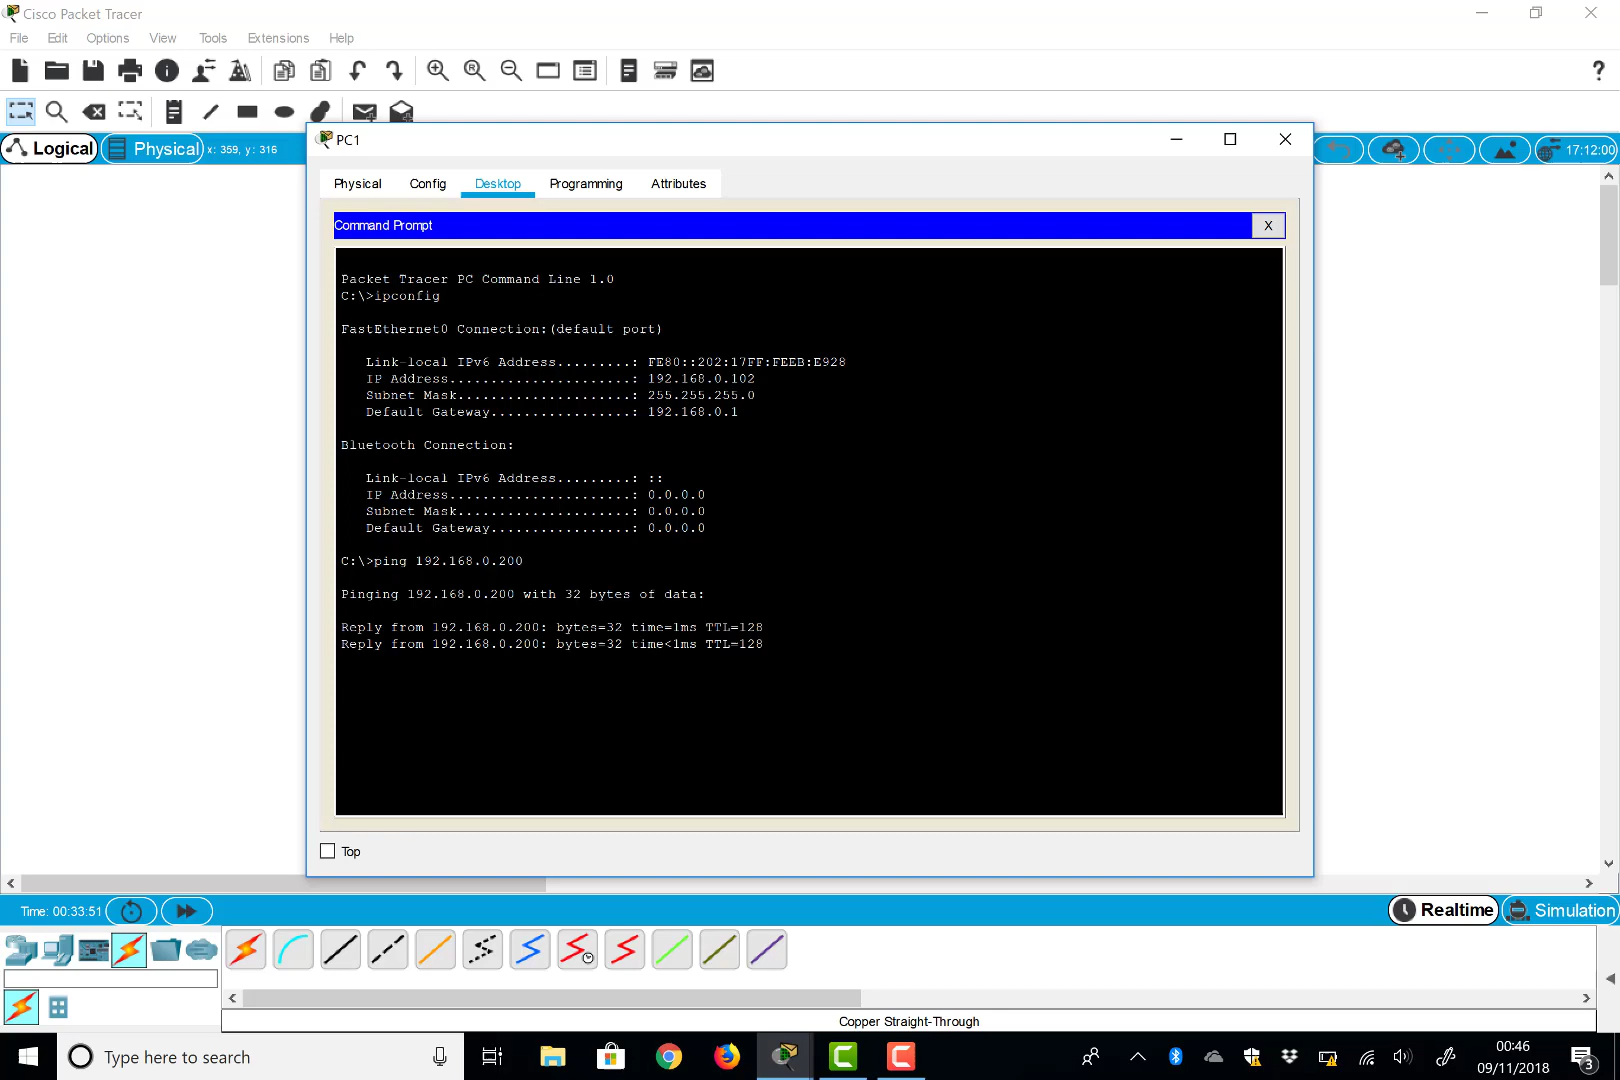 Cisco Packet Tracer
File Edit Options View Tools Extensions Help
?
Logical Physical x: 359, y: 316
17:12:00
PC1
Physical Config Desktop Programming Attributes
Command Prompt
X
Packet Tracer PC Command Line 1.0
C:\>ipconfig
FastEthernet0 Connection:(default port)
Link-local IPv6 Address.........: FE80::202:17FF:FEEB:E928
IP Address......................: 192.168.0.102
Subnet Mask.....................: 255.255.255.0
Default Gateway.................: 192.168.0.1
Bluetooth Connection:
Link-local IPv6 Address.........: ::
IP Address......................: 0.0.0.0
Subnet Mask.....................: 0.0.0.0
Default Gateway.................: 0.0.0.0
C:\>ping 192.168.0.200
Pinging 192.168.0.200 with 32 bytes of data:
Reply from 192.168.0.200: bytes=32 time=1ms TTL=128
Reply from 192.168.0.200: bytes=32 time<1ms TTL=128
Top
Time: 00:33:51
Realtime Simulation
Copper Straight-Through
Type here to search
00:46
09/11/2018
3